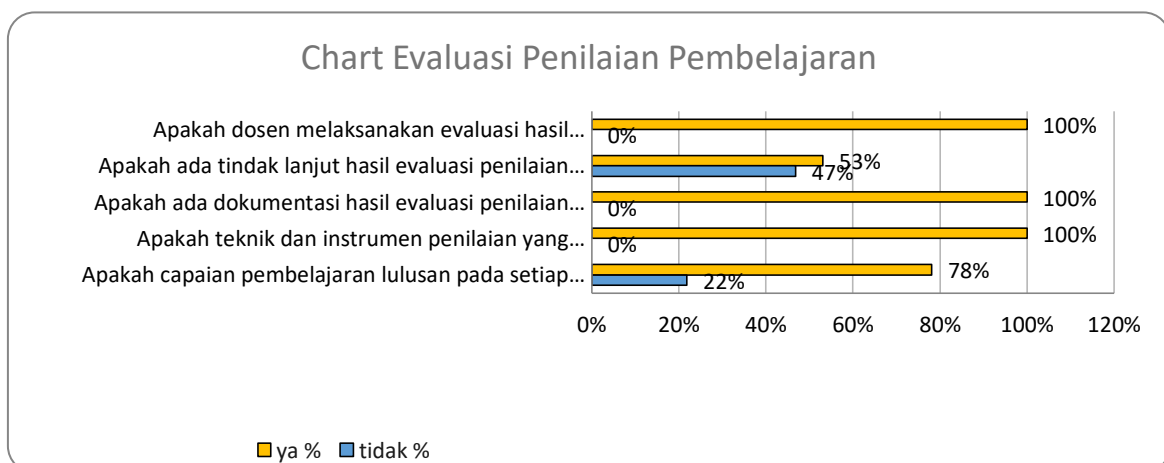 Chart Evaluasi Penilaian Pembelajaran
Apakah dosen melaksanakan evaluasi hasil…
100%
0%
Apakah ada tindak lanjut hasil evaluasi penilaian…
53%
47%
Apakah ada dokumentasi hasil evaluasi penilaian…
100%
0%
Apakah teknik dan instrumen penilaian yang…
100%
0%
Apakah capaian pembelajaran lulusan pada setiap…
78%
22%
0% 20% 40% 60% 80% 100% 120%
ya % tidak %